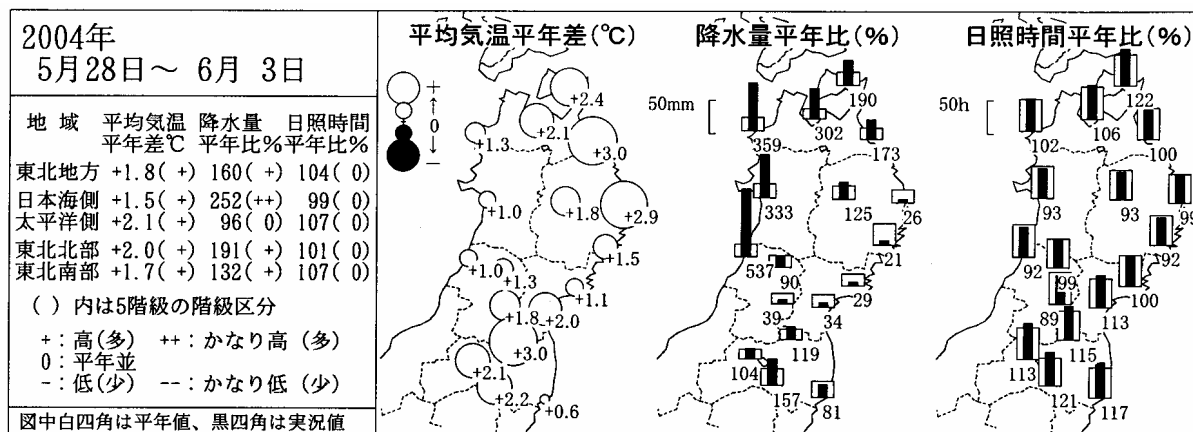 2004年
5月28日～ 6月 3日
地 域 平均気温 降水量 日照時間
平年差℃ 平年比% 平年比%
東北地方 +1.8( +) 160( +) 104( 0)
日本海側 +1.5( +) 252(++) 99( 0)
太平洋側 +2.1( +) 96( 0) 107( 0)
東北北部 +2.0( +) 191( +) 101( 0)
東北南部 +1.7( +) 132( +) 107( 0)
( ) 内は5階級の階級区分
+：高(多) ++：かなり高 (多)
0：平年並
-：低(少) --：かなり低 (少)
図中白四角は平年値、黒四角は実況値
平均気温平年差(℃)
+
↑
0
↓
-
+2.4
+2.1
+1.3
+3.0
+1.0
+1.8
+2.9
+1.5
+1.0
+1.3
+1.1
+1.8
+2.0
+3.0
+2.1
+2.2
+0.6
降水量平年比(%)
50mm
190
302
359
173
333
125
26
21
537
90
29
39
34
119
104
157
81
日照時間平年比(%)
50h
122
106
102
100
93
93
99
92
92
99
100
89
113
115
113
121
117